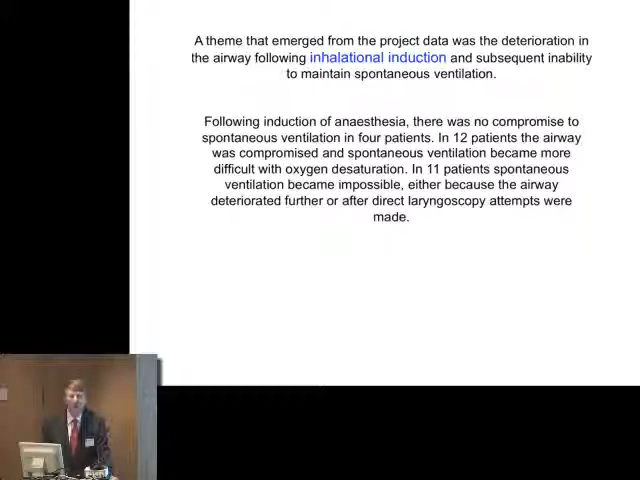 A theme that emerged from the project data was the deterioration in
the airway following inhalational induction and subsequent inability
to maintain spontaneous ventilation.
Following induction of anaesthesia, there was no compromise to
spontaneous ventilation in four patients. In 12 patients the airway
was compromised and spontaneous ventilation became more
difficult with oxygen desaturation. In 11 patients spontaneous
ventilation became impossible, either because the airway
deteriorated further or after direct laryngoscopy attempts were
made.